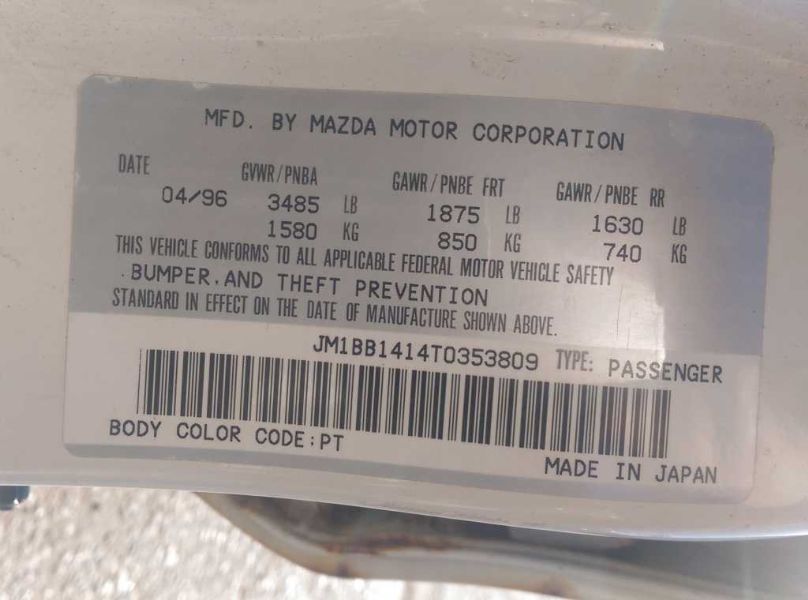 MFD. BY MAZDA MOTOR CORPORATION
DATE GVWR/PNBA GAWR/PNBE FRT GAWR/PNBE RR
04/96 3485 LB 1875 LB 1630 LB
1580 KG 850 KG 740 KG
THIS VEHICLE CONFORMS TO ALL APPLICABLE FEDERAL MOTOR VEHICLE SAFETY
BUMPER, AND THEFT PREVENTION
STANDARD IN EFFECT ON THE DATE OF MANUFACTURE SHOWN ABOVE.
JM1BB1414T0353809 TYPE: PASSENGER
BODY COLOR CODE:PT
MADE IN JAPAN